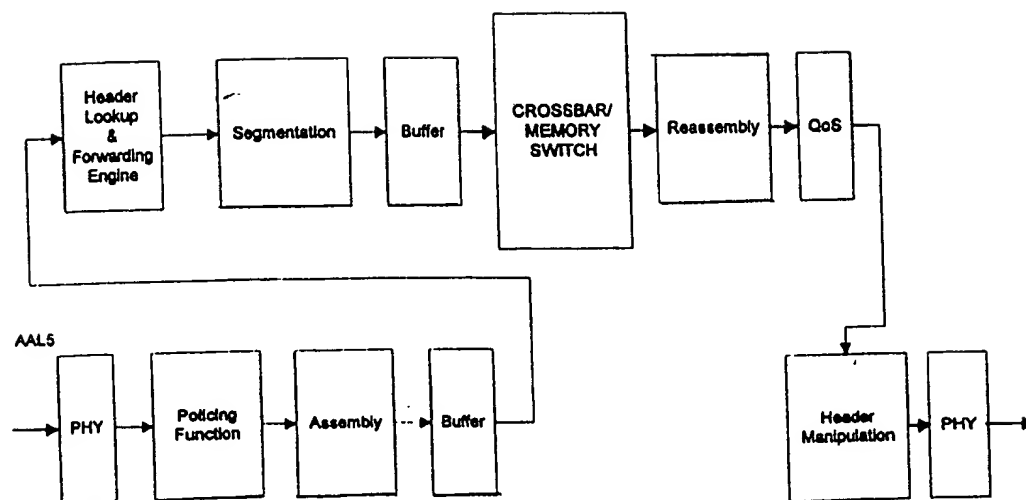 Header
Lookup
&
Forwarding
Engine
Segmentation
Buffer
CROSSBAR/
MEMORY
SWITCH
Reassembly
QoS
AAL5
PHY
Policing
Function
Assembly
Buffer
Header
Manipulation
PHY